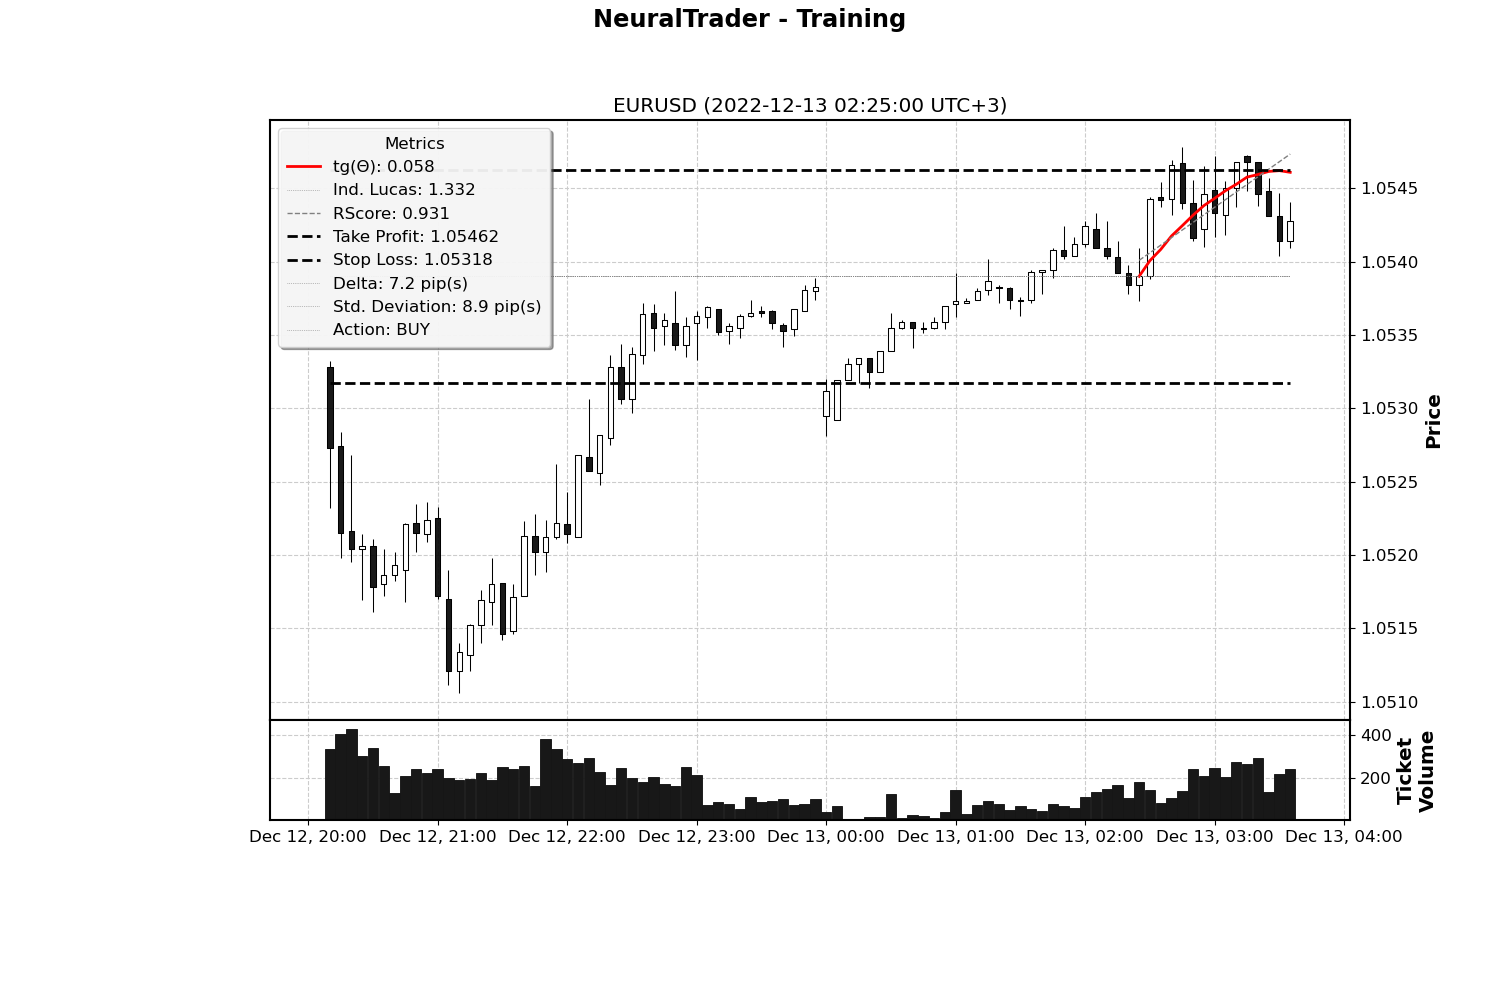 NeuralTrader - Training
EURUSD (2022-12-13 02:25:00 UTC+3)
Metrics
tg(Θ): 0.058
Ind. Lucas: 1.332
RScore: 0.931
Take Profit: 1.05462
Stop Loss: 1.05318
Delta: 7.2 pip(s)
Std. Deviation: 8.9 pip(s)
Action: BUY
1.0545
1.0540
1.0535
1.0530
1.0525
1.0520
1.0515
1.0510
Price
400
200
Ticket
Volume
Dec 12, 20:00 Dec 12, 21:00 Dec 12, 22:00 Dec 12, 23:00 Dec 13, 00:00 Dec 13, 01:00 Dec 13, 02:00 Dec 13, 03:00 Dec 13, 04:00